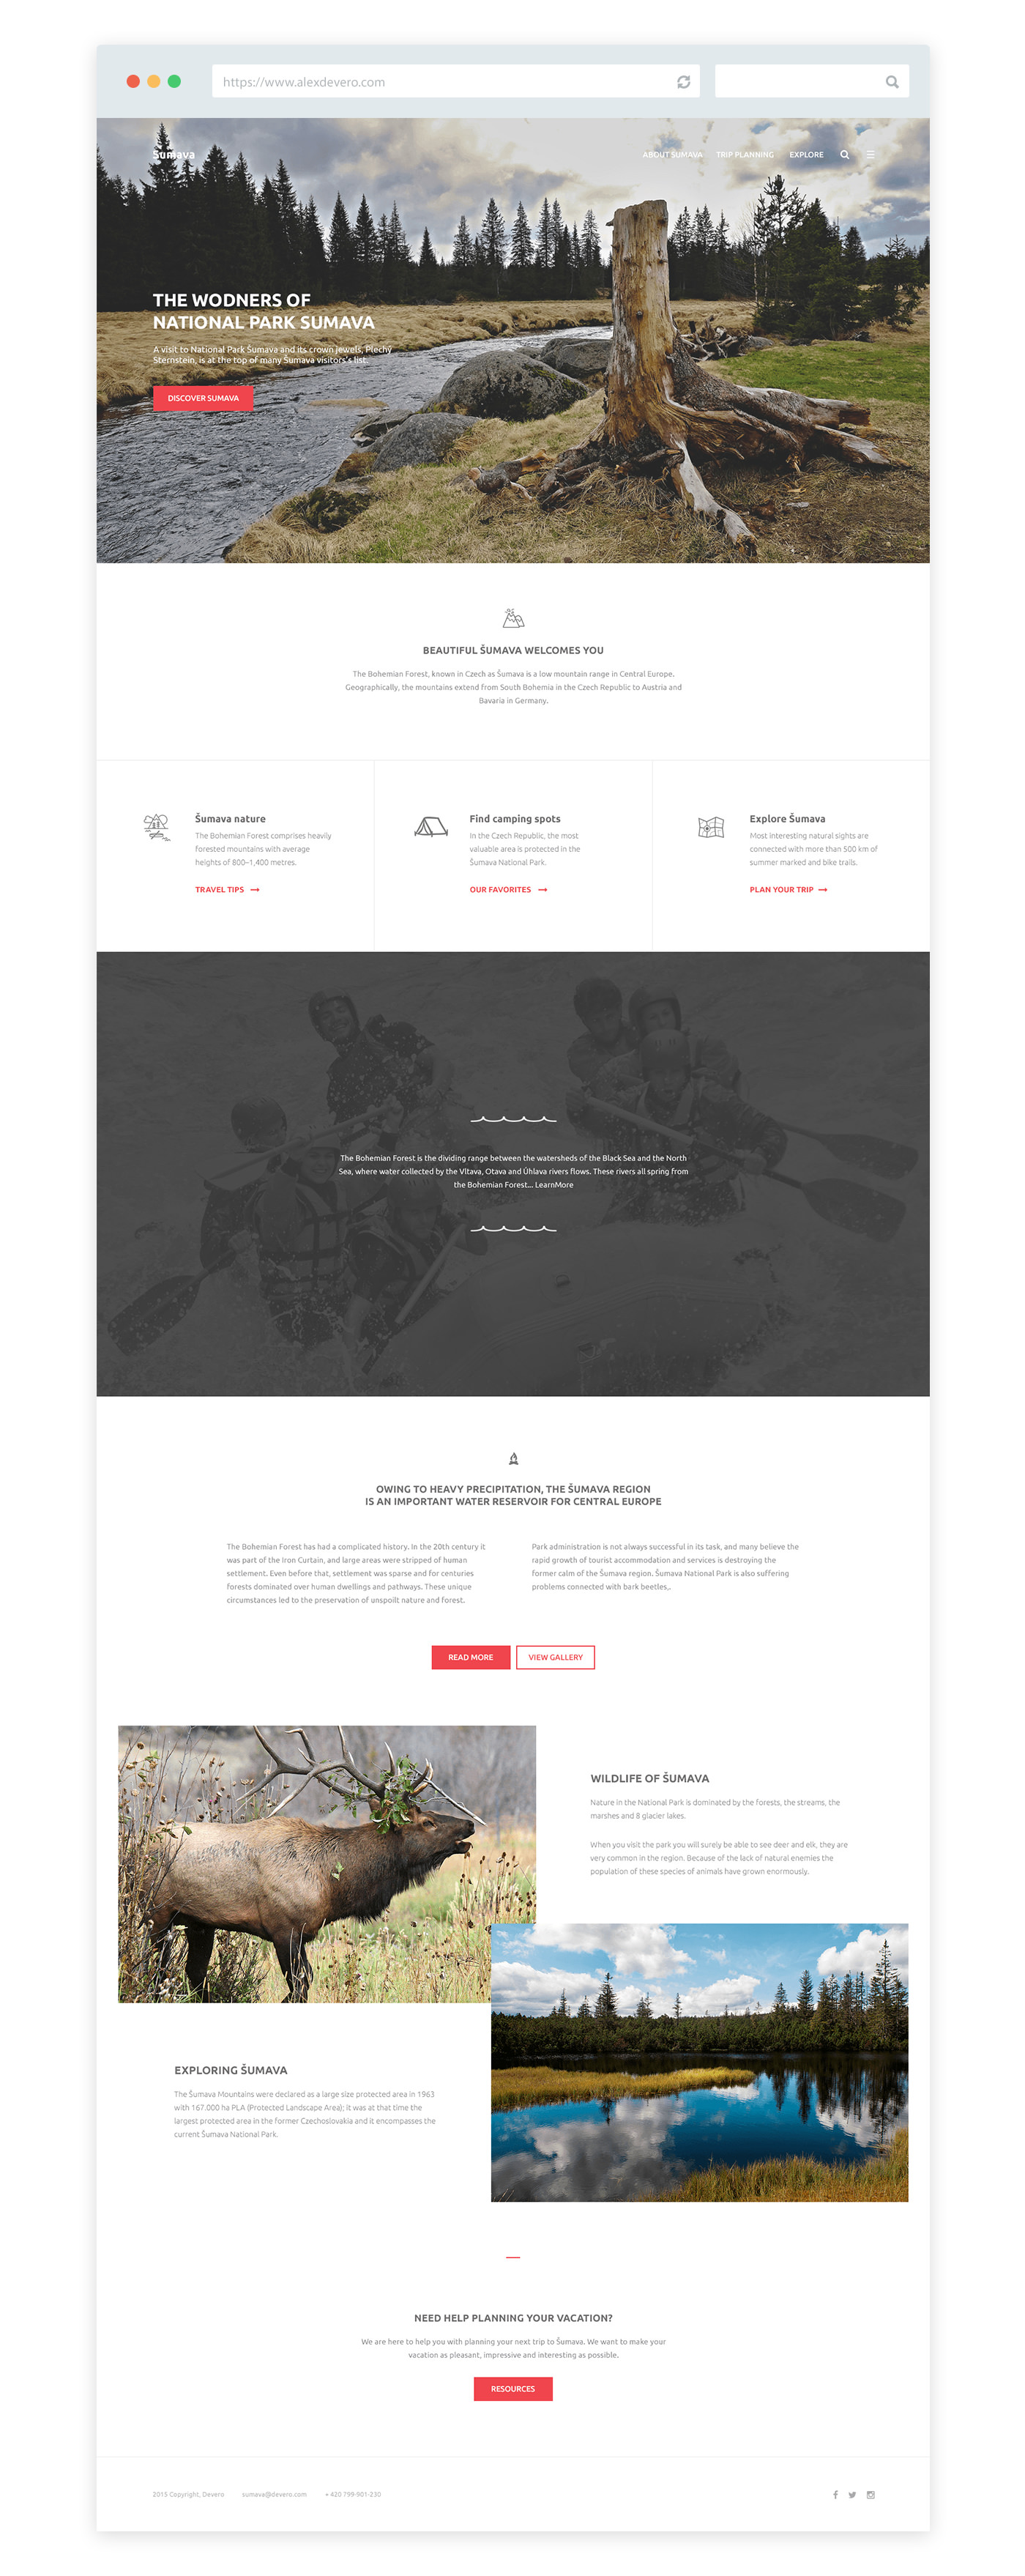 https://www.alexdevero.com
Šumava
ABOUT SUMAVA TRIP PLANNING EXPLORE
THE WODNERS OF
NATIONAL PARK SUMAVA
A visit to National Park Šumava and its crown jewels, Plechý
Sternstein, is at the top of many Šumava visitors's list.
DISCOVER SUMAVA
BEAUTIFUL ŠUMAVA WELCOMES YOU
The Bohemian Forest, known in Czech as Šumava is a low mountain range in Central Europe.
Geographically, the mountains extend from South Bohemia in the Czech Republic to Austria and
Bavaria in Germany.
Šumava nature
The Bohemian Forest comprises heavily
forested mountains with average
heights of 800–1,400 metres.
TRAVEL TIPS
Find camping spots
In the Czech Republic, the most
valuable area is protected in the
Šumava National Park.
OUR FAVORITES
Explore Šumava
Most interesting natural sights are
connected with more than 500 km of
summer marked and bike trails.
PLAN YOUR TRIP
The Bohemian Forest is the dividing range between the watersheds of the Black Sea and the North
Sea, where water collected by the Vltava, Otava and Úhlava rivers flows. These rivers all spring from
the Bohemian Forest... LearnMore
OWING TO HEAVY PRECIPITATION, THE ŠUMAVA REGION
IS AN IMPORTANT WATER RESERVOIR FOR CENTRAL EUROPE
The Bohemian Forest has had a complicated history. In the 20th century it
was part of the Iron Curtain, and large areas were stripped of human
settlement. Even before that, settlement was sparse and for centuries
forests dominated over human dwellings and pathways. These unique
circumstances led to the preservation of unspoilt nature and forest.
Park administration is not always successful in its task, and many believe the
rapid growth of tourist accommodation and services is destroying the
former calm of the Šumava region. Šumava National Park is also suffering
problems connected with bark beetles,.
READ MORE VIEW GALLERY
WILDLIFE OF ŠUMAVA
Nature in the National Park is dominated by the forests, the streams, the
marshes and 8 glacier lakes.
When you visit the park you will surely be able to see deer and elk, they are
very common in the region. Because of the lack of natural enemies the
population of these species of animals have grown enormously.
EXPLORING ŠUMAVA
The Šumava Mountains were declared as a large size protected area in 1963
with 167.000 ha PLA (Protected Landscape Area); it was at that time the
largest protected area in the former Czechoslovakia and it encompasses the
current Šumava National Park.
NEED HELP PLANNING YOUR VACATION?
We are here to help you with planning your next trip to Šumava. We want to make your
vacation as pleasant, impressive and interesting as possible.
RESOURCES
2015 Copyright, Devero sumava@devero.com + 420 799-901-230